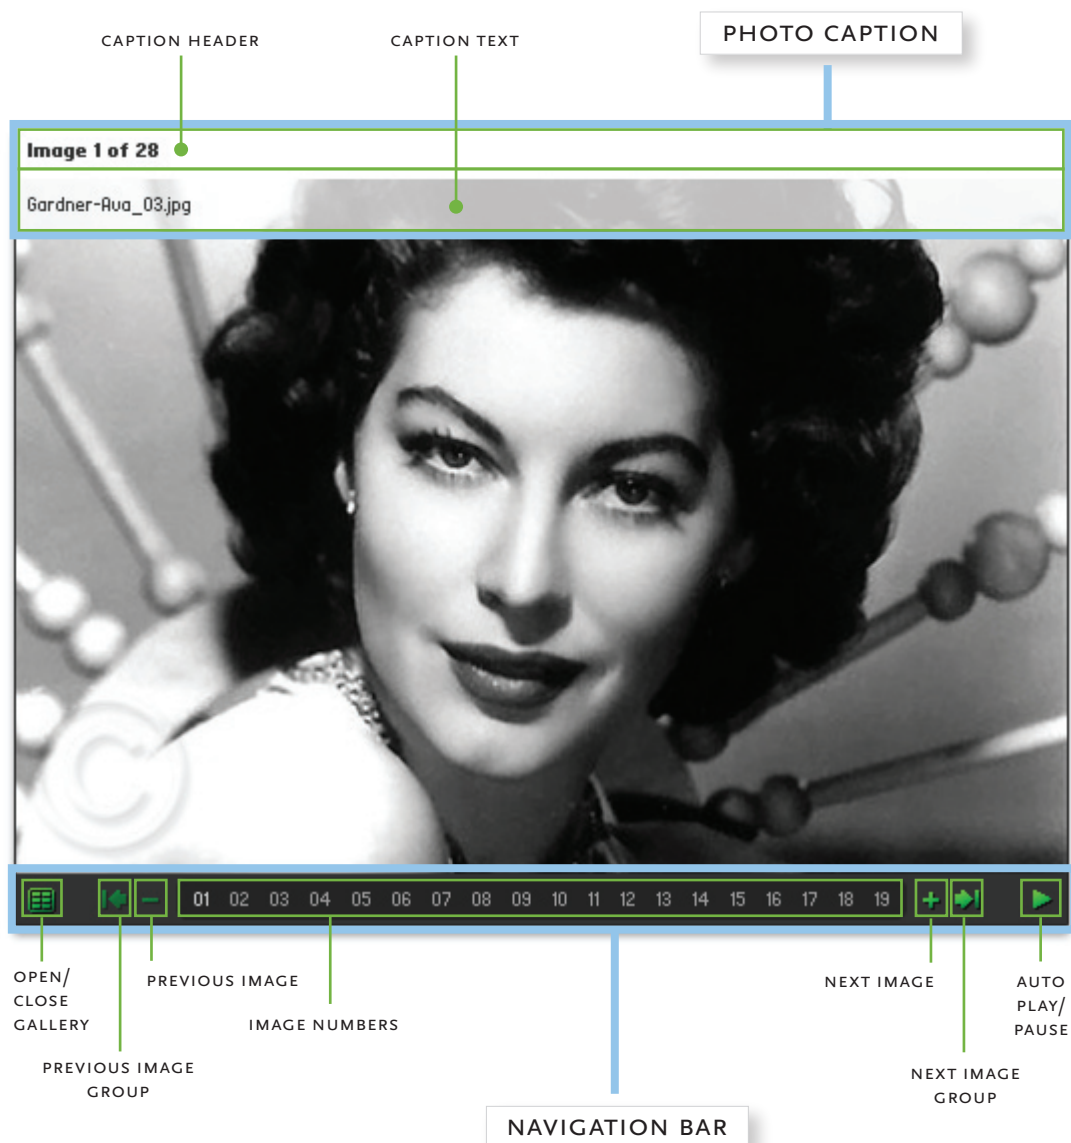 PHOTO CAPTION
CAPTION HEADER
CAPTION TEXT
Image 1 of 28
Gardner-Ava_03.jpg
©
01 02 03 04 05 06 07 08 09 10 11 12 13 14 15 16 17 18 19
OPEN/
CLOSE
GALLERY
PREVIOUS IMAGE
IMAGE NUMBERS
PREVIOUS IMAGE
GROUP
NEXT IMAGE
AUTO
PLAY/
PAUSE
NEXT IMAGE
GROUP
NAVIGATION BAR